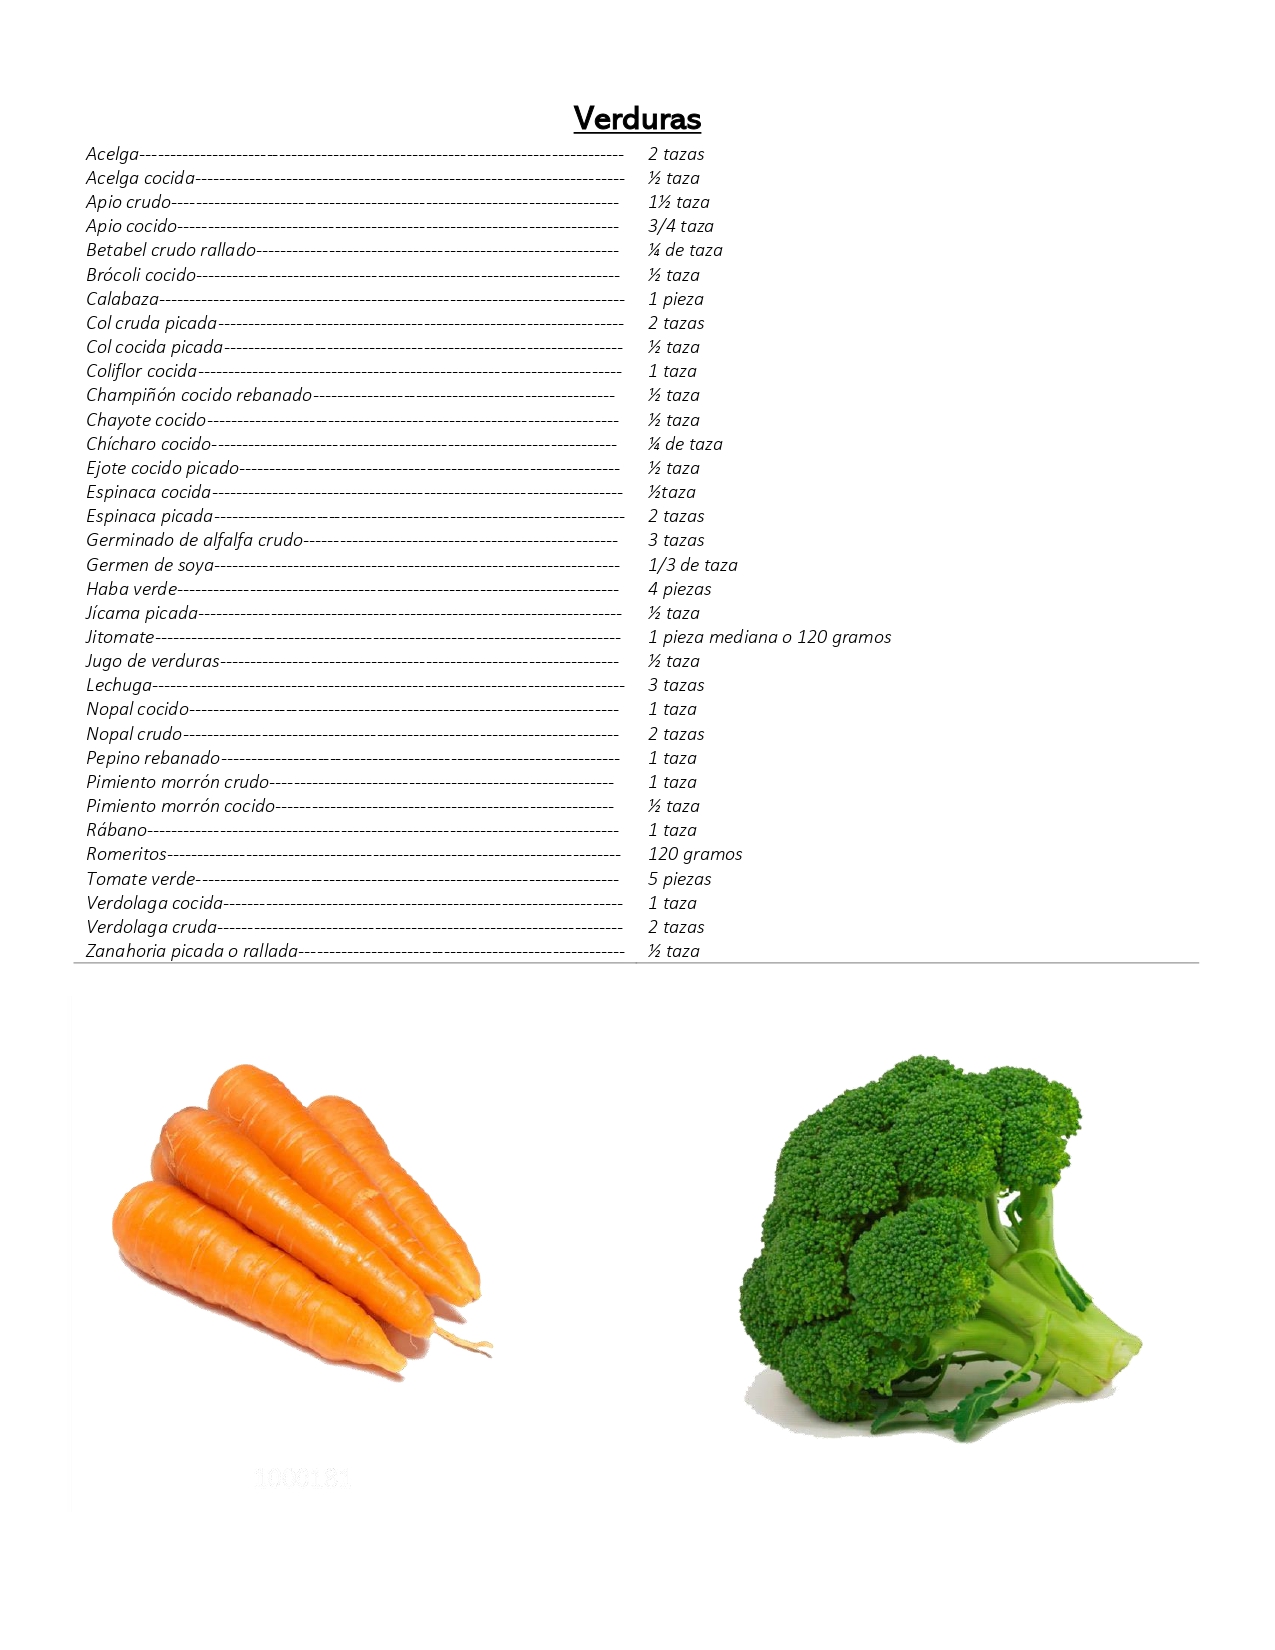 Verduras
Acelga-------------------------------------------------------------------------------- 2 tazas
Acelga cocida----------------------------------------------------------------------- ½ taza
Apio crudo-------------------------------------------------------------------------- 1½ taza
Apio cocido------------------------------------------------------------------------- 3/4 taza
Betabel crudo rallado------------------------------------------------------------ ¼ de taza
Brócoli cocido---------------------------------------------------------------------- ½ taza
Calabaza----------------------------------------------------------------------------- 1 pieza
Col cruda picada------------------------------------------------------------------- 2 tazas
Col cocida picada------------------------------------------------------------------ ½ taza
Coliflor cocida---------------------------------------------------------------------- 1 taza
Champiñón cocido rebanado-------------------------------------------------- ½ taza
Chayote cocido-------------------------------------------------------------------- ½ taza
Chícharo cocido------------------------------------------------------------------- ¼ de taza
Ejote cocido picado--------------------------------------------------------------- ½ taza
Espinaca cocida-------------------------------------------------------------------- ½taza
Espinaca picada-------------------------------------------------------------------- 2 tazas
Germinado de alfalfa crudo---------------------------------------------------- 3 tazas
Germen de soya------------------------------------------------------------------- 1/3 de taza
Haba verde------------------------------------------------------------------------- 4 piezas
Jícama picada---------------------------------------------------------------------- ½ taza
Jitomate----------------------------------------------------------------------------- 1 pieza mediana o 120 gramos
Jugo de verduras------------------------------------------------------------------ ½ taza
Lechuga------------------------------------------------------------------------------ 3 tazas
Nopal cocido----------------------------------------------------------------------- 1 taza
Nopal crudo------------------------------------------------------------------------ 2 tazas
Pepino rebanado------------------------------------------------------------------ 1 taza
Pimiento morrón crudo--------------------------------------------------------- 1 taza
Pimiento morrón cocido-------------------------------------------------------- ½ taza
Rábano------------------------------------------------------------------------------ 1 taza
Romeritos--------------------------------------------------------------------------- 120 gramos
Tomate verde---------------------------------------------------------------------- 5 piezas
Verdolaga cocida------------------------------------------------------------------ 1 taza
Verdolaga cruda------------------------------------------------------------------- 2 tazas
Zanahoria picada o rallada------------------------------------------------------ ½ taza